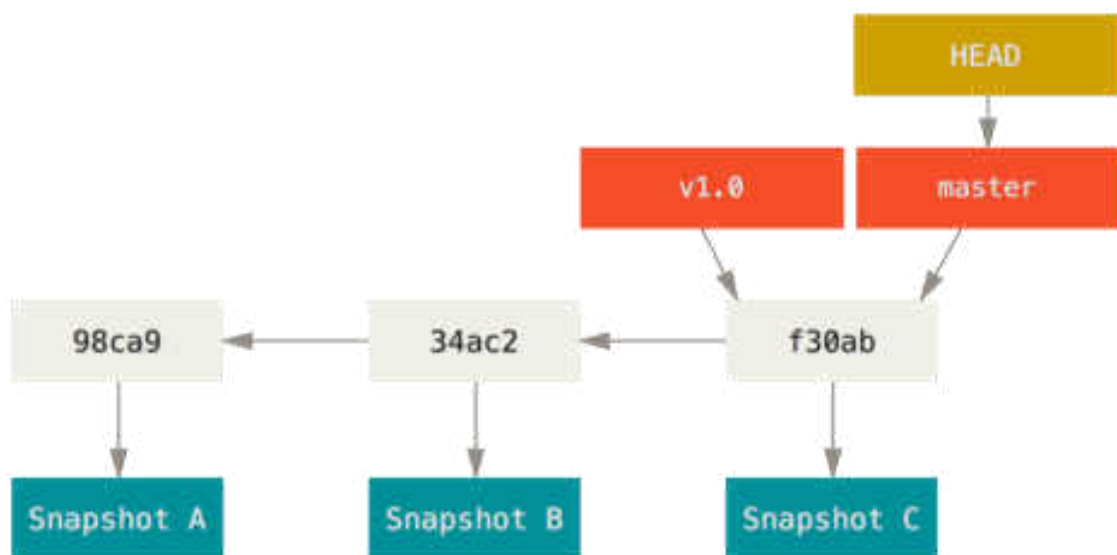 HEAD
v1.0
master
98ca9
34ac2
f30ab
Snapshot A
Snapshot B
Snapshot C